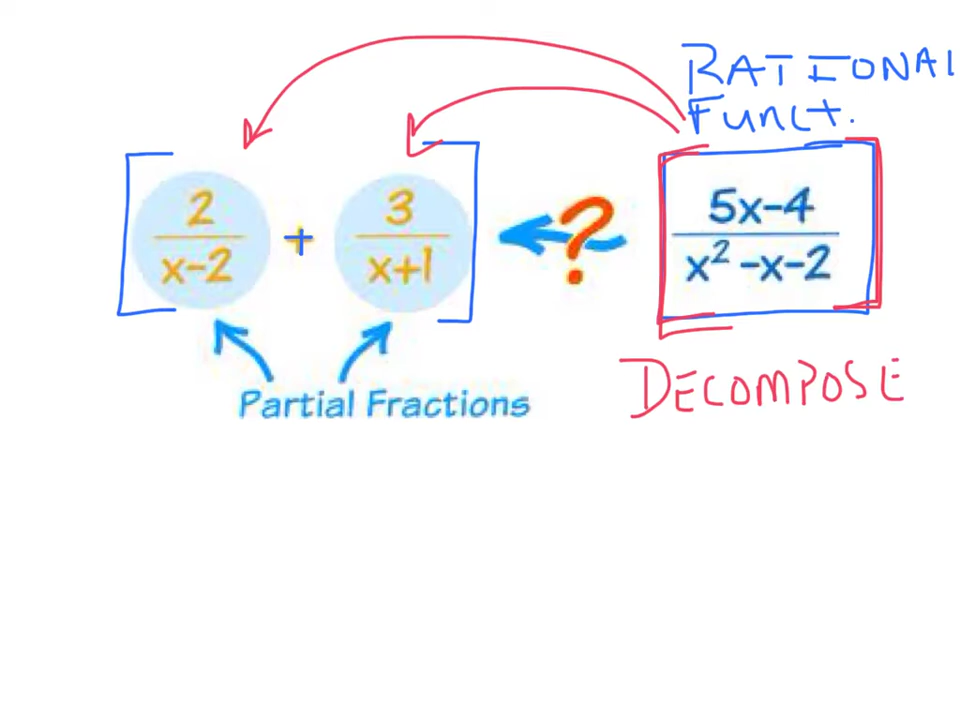 RATIONAL
Funct.
2/(x-2) + 3/(x+1) ? (5x-4)/(x²-x-2)
DECOMPOSE
Partial Fractions